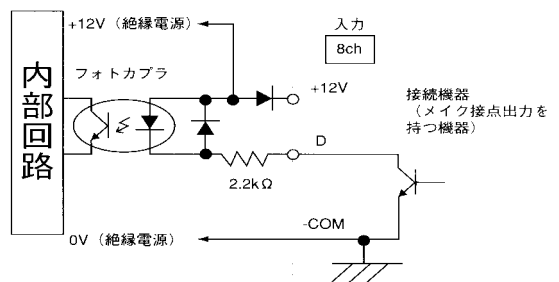 +12V (絶縁電源)
入力
8ch
内部回路
フォトカプラ
+12V
接続機器
(メイク接点出力を
持つ機器)
D
2.2kΩ
-COM
0V (絶縁電源)